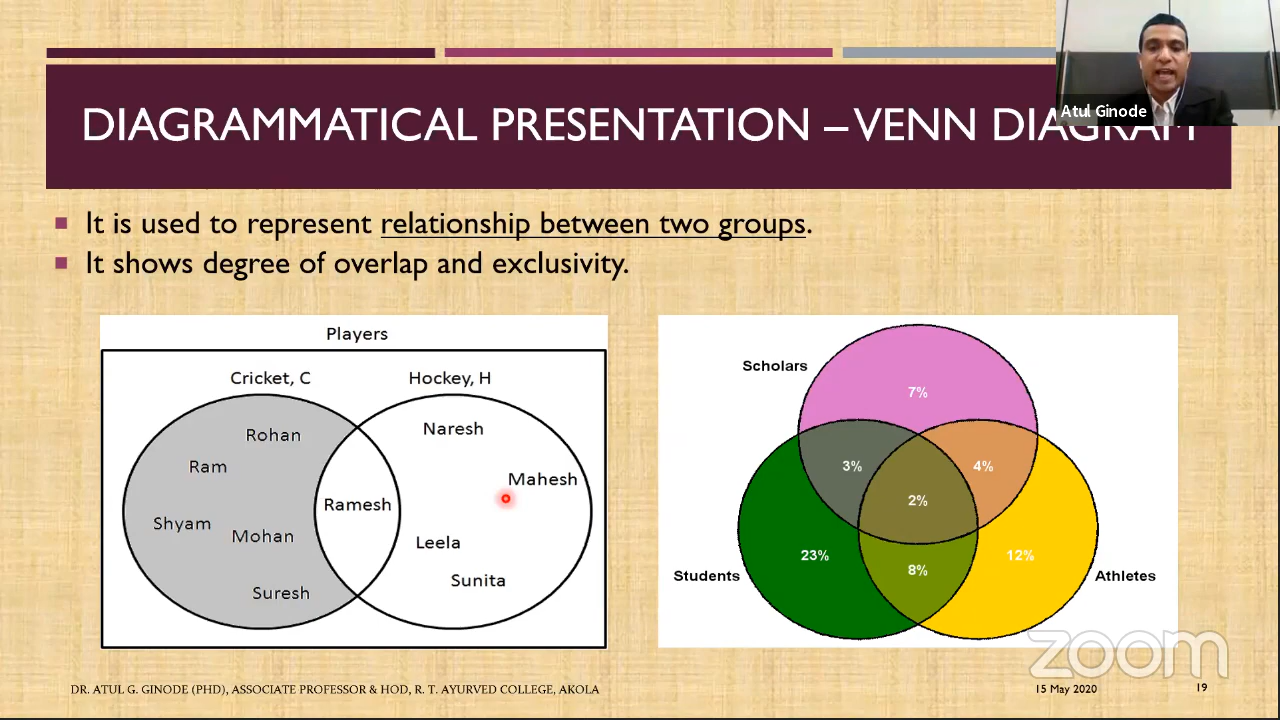 Atul Ginode
DIAGRAMMATICAL PRESENTATION – VENN DIAGRAM
It is used to represent relationship between two groups.
It shows degree of overlap and exclusivity.
Players
Cricket, C
Hockey, H
Rohan
Ram
Shyam
Mohan
Suresh
Ramesh
Naresh
Mahesh
Leela
Sunita
Scholars
7%
3%
4%
2%
23%
12%
8%
Students
Athletes
zoom
DR. ATUL G. GINODE (PHD), ASSOCIATE PROFESSOR & HOD, R. T. AYURVED COLLEGE, AKOLA
15 May 2020
19